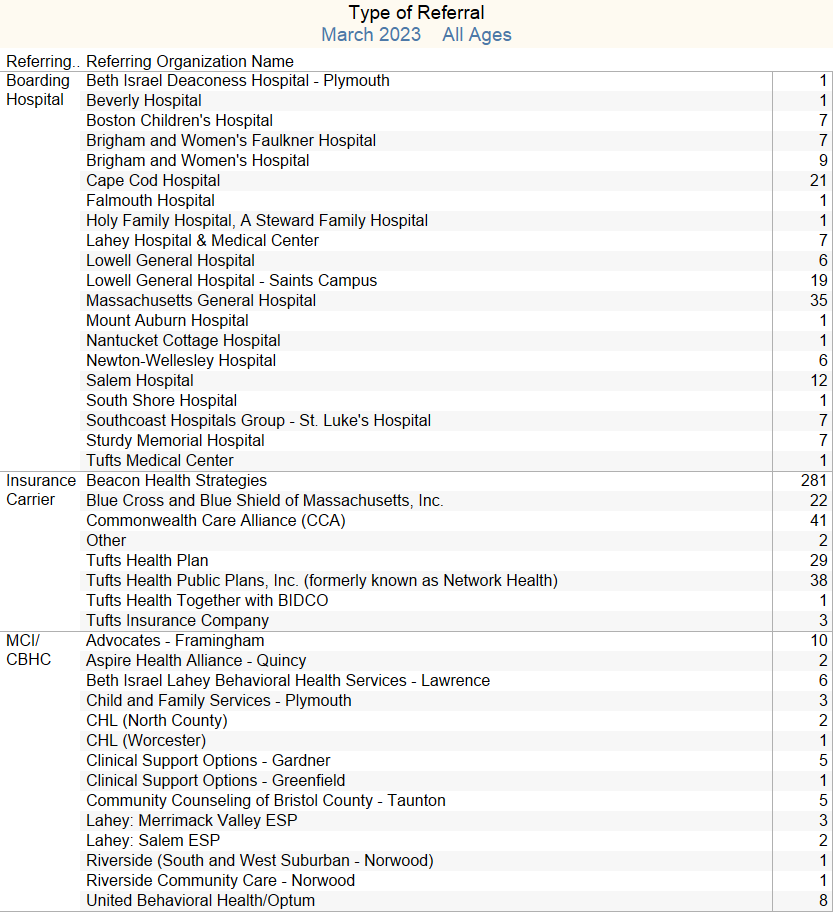 Type of Referral
March 2023 All Ages
Referring.. Referring Organization Name
Boarding Hospital
Beth Israel Deaconess Hospital - Plymouth 1
Beverly Hospital 1
Boston Children's Hospital 7
Brigham and Women's Faulkner Hospital 7
Brigham and Women's Hospital 9
Cape Cod Hospital 21
Falmouth Hospital 1
Holy Family Hospital, A Steward Family Hospital 1
Lahey Hospital & Medical Center 7
Lowell General Hospital 6
Lowell General Hospital - Saints Campus 19
Massachusetts General Hospital 35
Mount Auburn Hospital 1
Nantucket Cottage Hospital 1
Newton-Wellesley Hospital 6
Salem Hospital 12
South Shore Hospital 1
Southcoast Hospitals Group - St. Luke's Hospital 7
Sturdy Memorial Hospital 7
Tufts Medical Center 1
Insurance Carrier
Beacon Health Strategies 281
Blue Cross and Blue Shield of Massachusetts, Inc. 22
Commonwealth Care Alliance (CCA) 41
Other 2
Tufts Health Plan 29
Tufts Health Public Plans, Inc. (formerly known as Network Health) 38
Tufts Health Together with BIDCO 1
Tufts Insurance Company 3
MCI/ CBHC
Advocates - Framingham 10
Aspire Health Alliance - Quincy 2
Beth Israel Lahey Behavioral Health Services - Lawrence 6
Child and Family Services - Plymouth 3
CHL (North County) 2
CHL (Worcester) 1
Clinical Support Options - Gardner 5
Clinical Support Options - Greenfield 1
Community Counseling of Bristol County - Taunton 5
Lahey: Merrimack Valley ESP 3
Lahey: Salem ESP 2
Riverside (South and West Suburban - Norwood) 1
Riverside Community Care - Norwood 1
United Behavioral Health/Optum 8